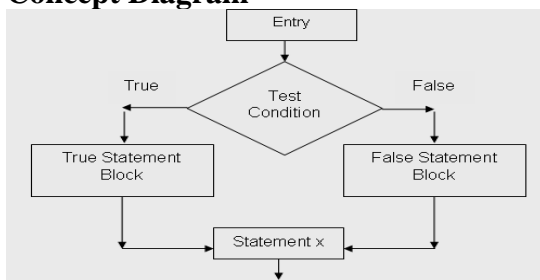 Concept Diagram
Entry
True
False
Test
Condition
True Statement
Block
False Statement
Block
Statement x